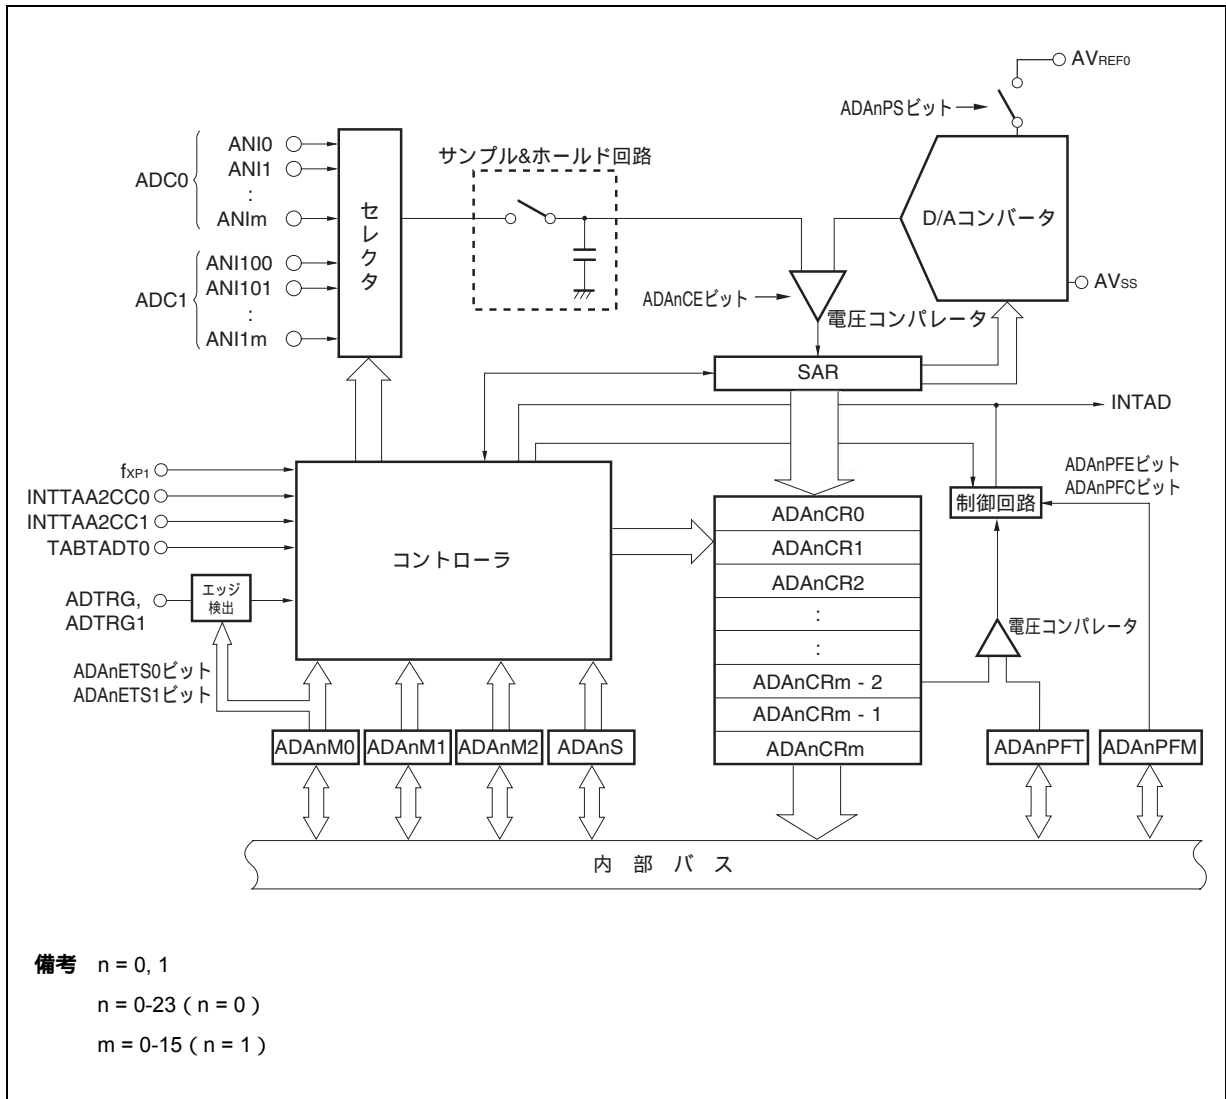 AVREF0
ADAnPSビット
ADC0
ANI0
ANI1
:
ANIm
ADC1
ANI100
ANI101
:
ANI1m
セレクタ
サンプル&ホールド回路
D/Aコンバータ
AVSS
ADAnCEビット
電圧コンパレータ
SAR
INTAD
fXP1
INTTAA2CC0
INTTAA2CC1
TABTADT0
ADTRG,
ADTRG1
エッジ
検出
コントローラ
ADAnETS0ビット
ADAnETS1ビット
ADAnCR0
ADAnCR1
ADAnCR2
:
:
ADAnCRm - 2
ADAnCRm - 1
ADAnCRm
ADAnPFEビット
ADAnPFCビット
制御回路
電圧コンパレータ
ADAnM0
ADAnM1
ADAnM2
ADAnS
ADAnPFT
ADAnPFM
内 部 バ ス
備考 n = 0, 1
n = 0-23 ( n = 0 )
m = 0-15 ( n = 1 )